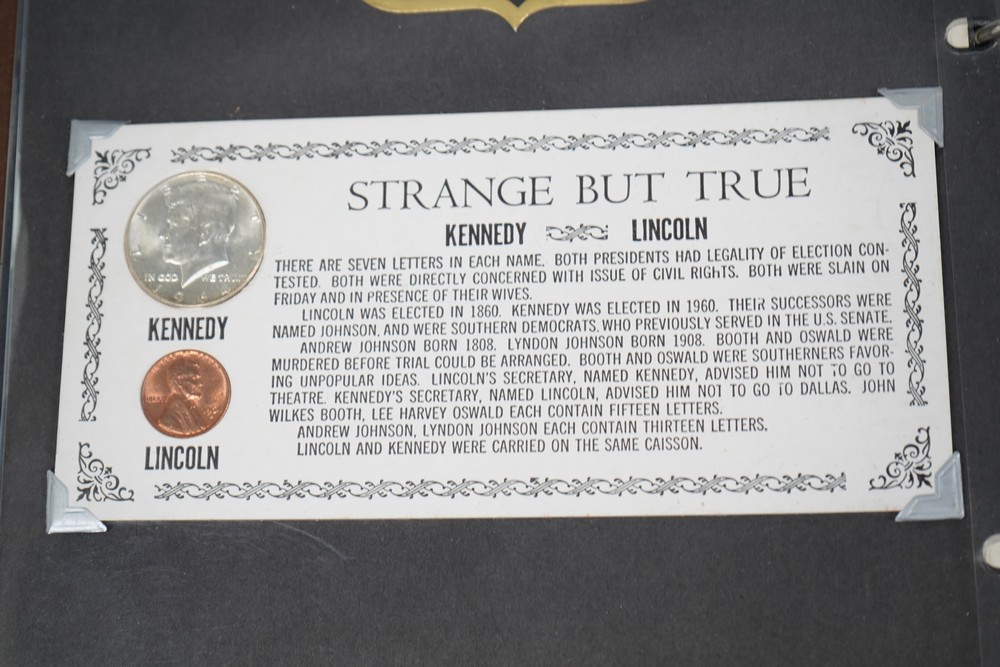 STRANGE BUT TRUE
KENNEDY LINCOLN
THERE ARE SEVEN LETTERS IN EACH NAME. BOTH PRESIDENTS HAD LEGALITY OF ELECTION CON-
TESTED. BOTH WERE DIRECTLY CONCERNED WITH ISSUE OF CIVIL RIGhTS. BOTH WERE SLAIN ON
FRIDAY AND IN PRESENCE OF THEIR WIVES.
LINCOLN WAS ELECTED IN 1860. KENNEDY WAS ELECTED IN 1960. THEIR SUCCESSORS WERE
NAMED JOHNSON, AND WERE SOUTHERN DEMOCRATS, WHO PREVIOUSLY SERVED IN THE U.S. SENATE.
ANDREW JOHNSON BORN 1808. LYNDON JOHNSON BORN 1908. BOOTH AND OSWALD WERE
MURDERED BEFORE TRIAL COULD BE ARRANGED. BOOTH AND OSWALD WERE SOUTHERNERS FAVOR-
ING UNPOPULAR IDEAS. LINCOLN'S SECRETARY, NAMED KENNEDY, ADVISED HIM NOT TO GO TO
THEATRE. KENNEDY'S SECRETARY, NAMED LINCOLN, ADVISED HIM NOT TO GO TO DALLAS. JOHN
WILKES BOOTH, LEE HARVEY OSWALD EACH CONTAIN FIFTEEN LETTERS.
ANDREW JOHNSON, LYNDON JOHNSON EACH CONTAIN THIRTEEN LETTERS.
LINCOLN AND KENNEDY WERE CARRIED ON THE SAME CAISSON.
IN GOD WE TRUST
KENNEDY
LINCOLN